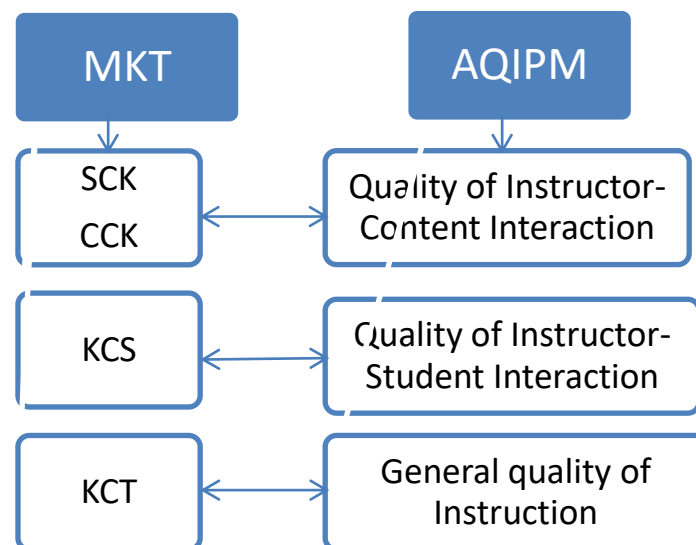 MKT
AQIPM
SCK
CCK
Quality of Instructor-
Content Interaction
KCS
Quality of Instructor-
Student Interaction
KCT
General quality of
Instruction